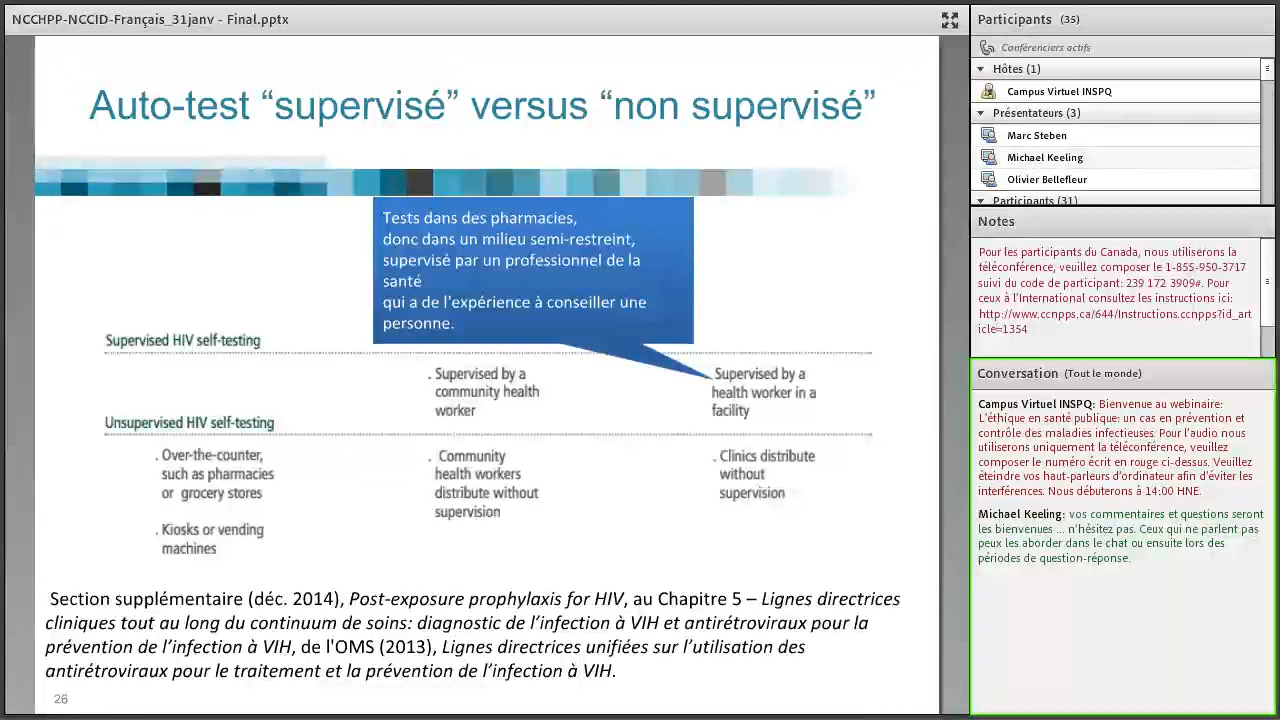 NCCHPP-NCCID-Français_31janv - Final.pptx
Auto-test “supervisé” versus “non supervisé”
Tests dans des pharmacies,
donc dans un milieu semi-restreint,
supervisé par un professionnel de la
santé
qui a de l'expérience à conseiller une
personne.
Supervised HIV self-testing
. Supervised by a
community health
worker
Supervised by a
health worker in a
facility
Unsupervised HIV self-testing
. Over-the-counter,
such as pharmacies
or grocery stores
. Kiosks or vending
machines
. Community
health workers
distribute without
supervision
. Clinics distribute
without
supervision
Section supplémentaire (déc. 2014), Post-exposure prophylaxis for HIV, au Chapitre 5 – Lignes directrices
cliniques tout au long du continuum de soins: diagnostic de l’infection à VIH et antirétroviraux pour la
prévention de l’infection à VIH, de l'OMS (2013), Lignes directrices unifiées sur l’utilisation des
antirétroviraux pour le traitement et la prévention de l’infection à VIH.
26
Participants (35)
Conférenciers actifs
Hôtes (1)
Campus Virtuel INSPQ
Présentateurs (3)
Marc Steben
Michael Keeling
Olivier Bellefleur
Participants (31)
Notes
Pour les participants du Canada, nous utiliserons la
téléconférence, veuillez composer le 1-855-950-3717
suivi du code de participant: 239 172 3909#. Pour
ceux à l'International consultez les instructions ici:
http://www.ccnpps.ca/644/Instructions.ccnpps?id_art
icle=1354
Conversation (Tout le monde)
Campus Virtuel INSPQ: Bienvenue au webinaire:
L'éthique en santé publique: un cas en prévention et
contrôle des maladies infectieuses. Pour l'audio nous
utiliserons uniquement la téléconférence, veuillez
composer le numéro écrit en rouge ci-dessus. Veuillez
éteindre vos haut-parleurs d'ordinateur afin d'éviter les
interférences. Nous débuterons à 14:00 HNE.
Michael Keeling: vos commentaires et questions seront
les bienvenues ... n'hésitez pas. Ceux qui ne parlent pas
peux les aborder dans le chat ou ensuite lors des
périodes de question-réponse.